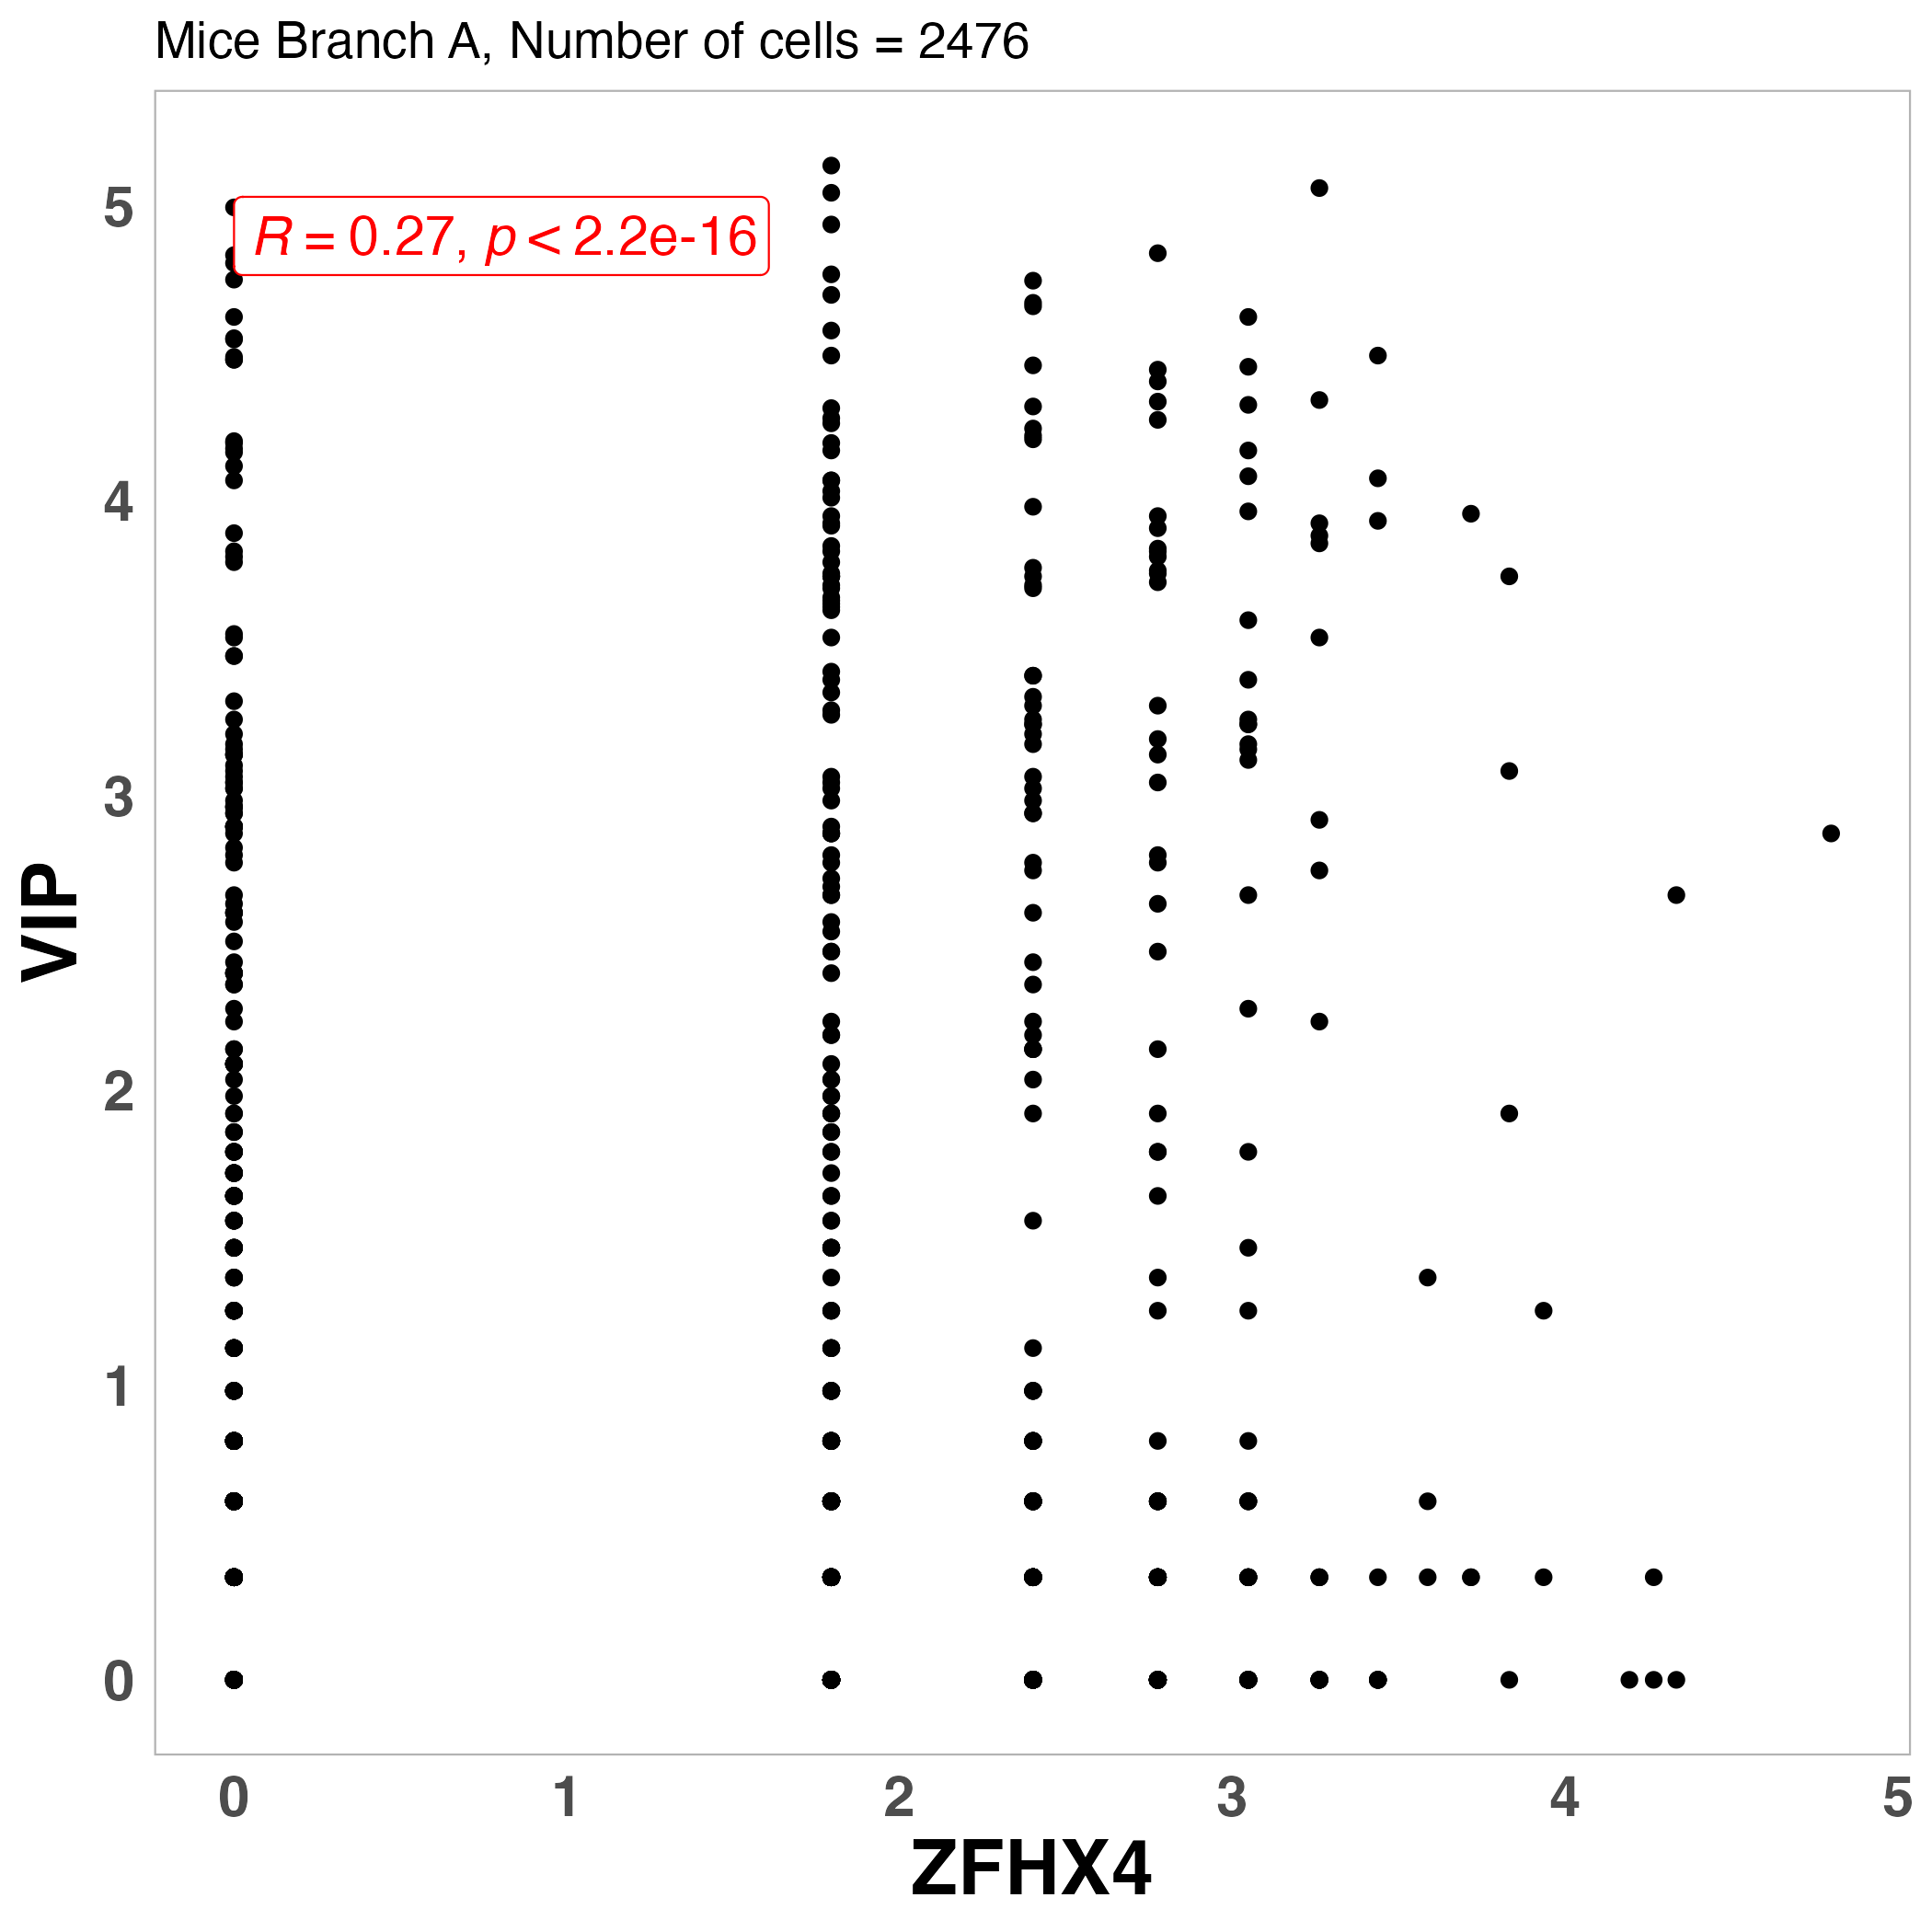 Mice Branch A, Number of cells = 2476
R = 0.27, p < 2.2e-16
5
4
3
2
1
0
VIP
0 1 2 3 4 5
ZFHX4